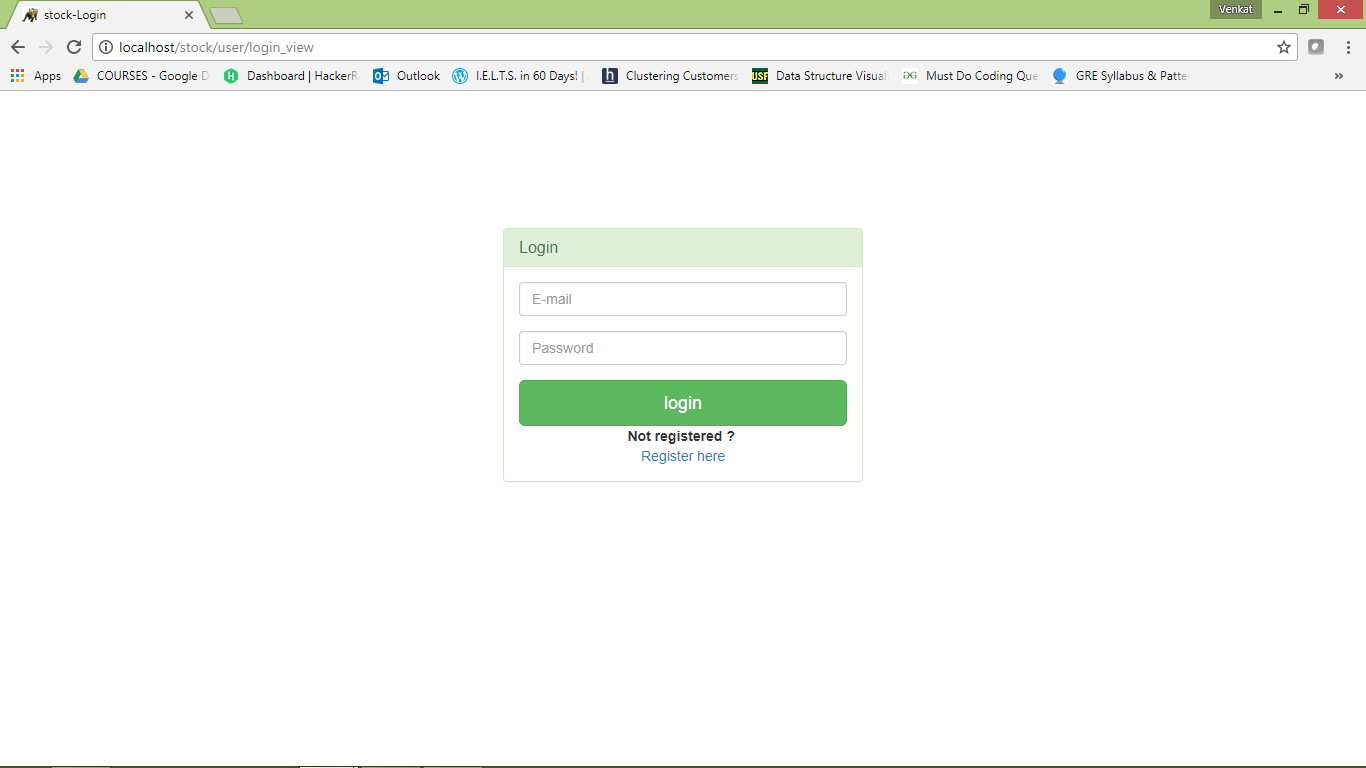 stock-Login
Venkat
localhost/stock/user/login_view
Apps COURSES - Google D Dashboard | HackerR Outlook I.E.L.T.S. in 60 Days! | Clustering Customers USF Data Structure Visual Must Do Coding Que GRE Syllabus & Patte »
Login
E-mail
Password
login
Not registered ?
Register here